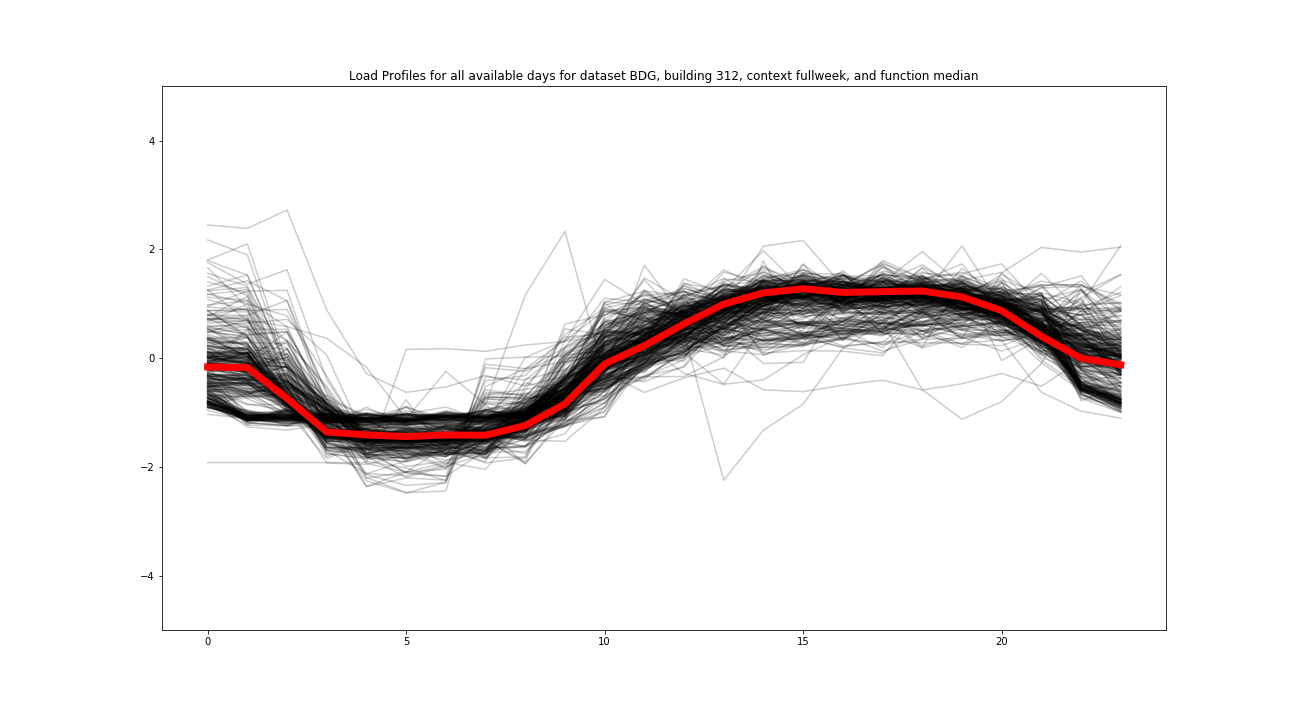 Load Profiles for all available days for dataset BDG, building 312, context fullweek, and function median
4
2
0
−2
−4
0 5 10 15 20